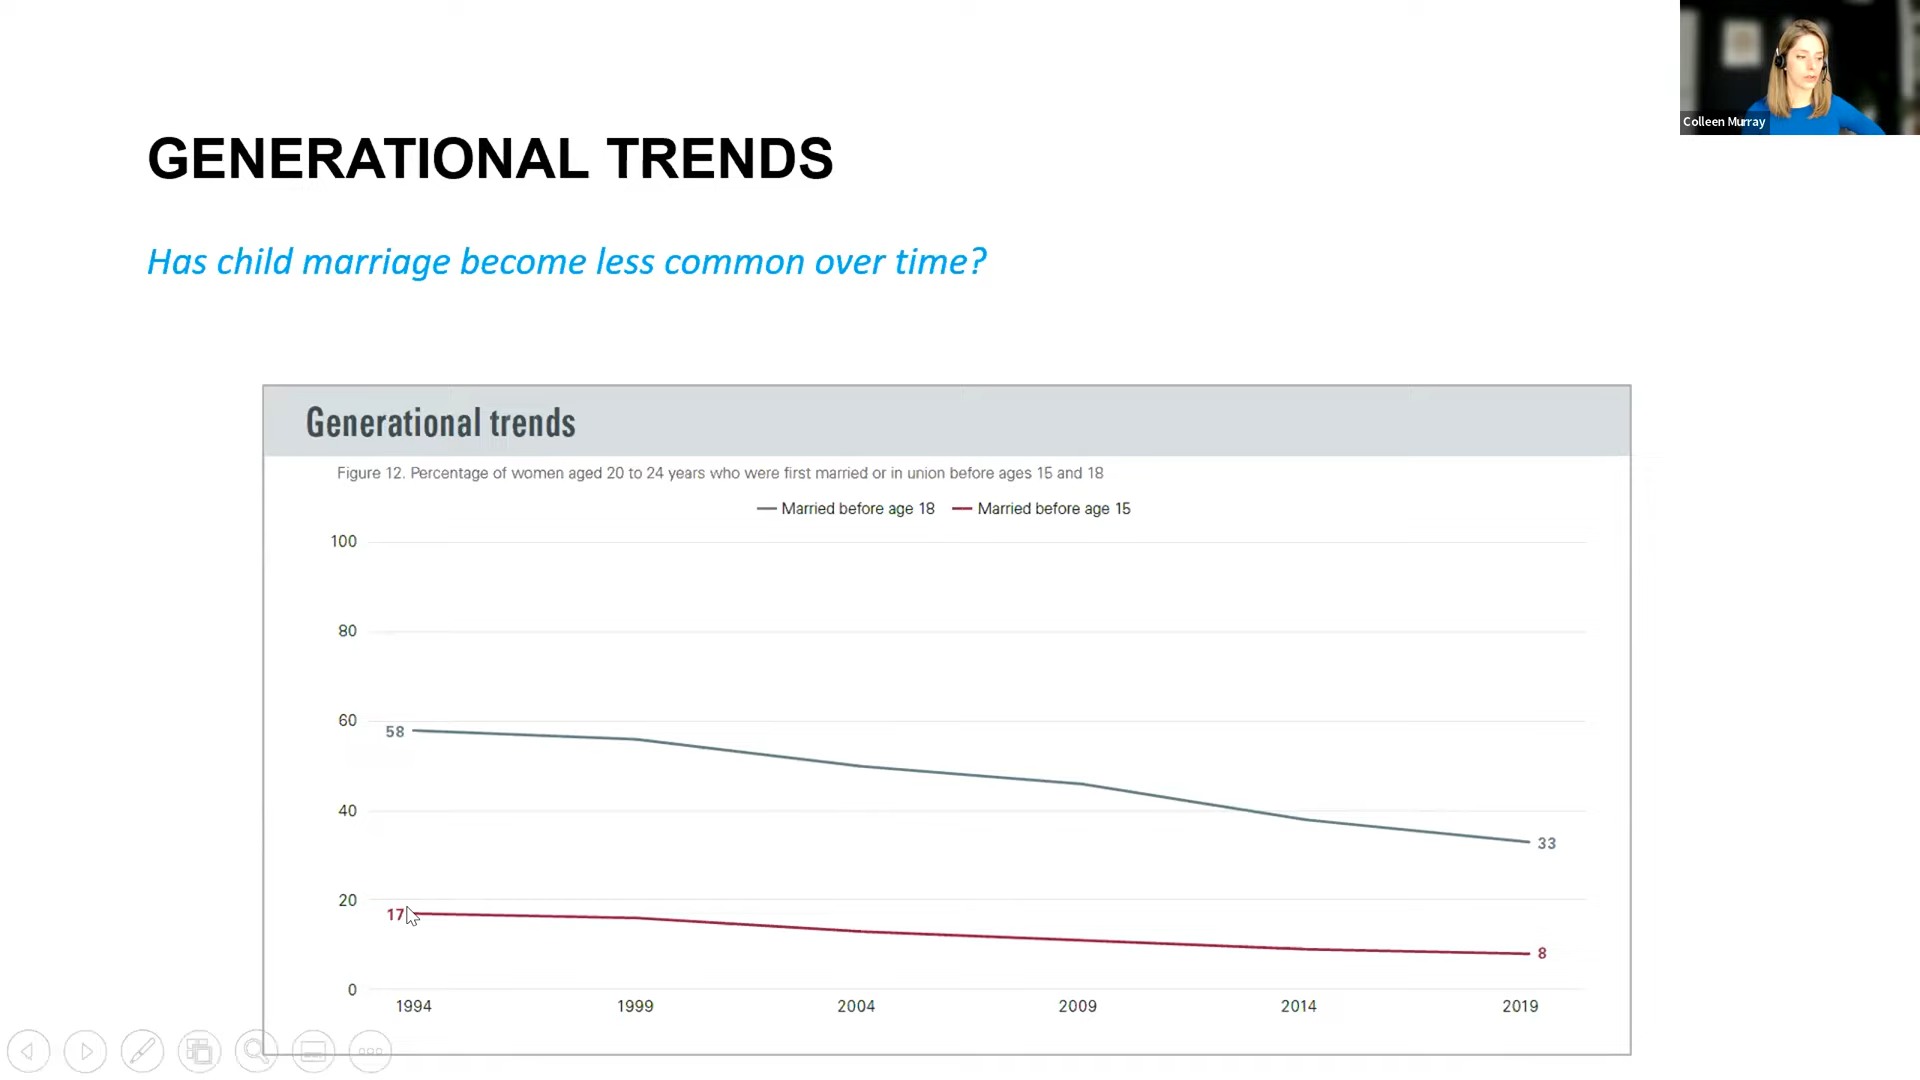 Colleen Murray
GENERATIONAL TRENDS
Has child marriage become less common over time?
Generational trends
Figure 12. Percentage of women aged 20 to 24 years who were first married or in union before ages 15 and 18
Married before age 18 Married before age 15
100
80
60
58
40
33
20
17
8
0
1994 1999 2004 2009 2014 2019